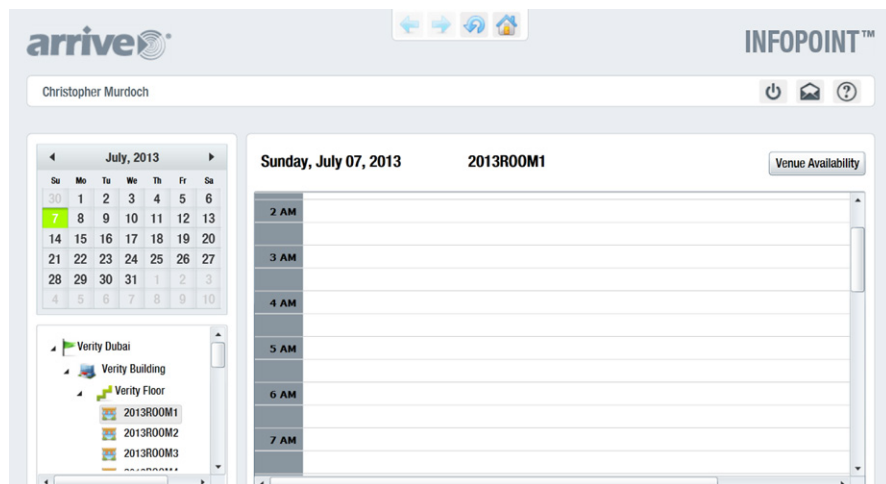 arrive
INFOPOINT™
Christopher Murdoch
July, 2013
Su Mo Tu We Th Fr Sa
30 1 2 3 4 5 6
7 8 9 10 11 12 13
14 15 16 17 18 19 20
21 22 23 24 25 26 27
28 29 30 31 1 2 3
4 5 6 7 8 9 10
Verity Dubai
Verity Building
Verity Floor
2013ROOM1
2013ROOM2
2013ROOM3
Sunday, July 07, 2013 2013ROOM1
Venue Availability
2 AM
3 AM
4 AM
5 AM
6 AM
7 AM